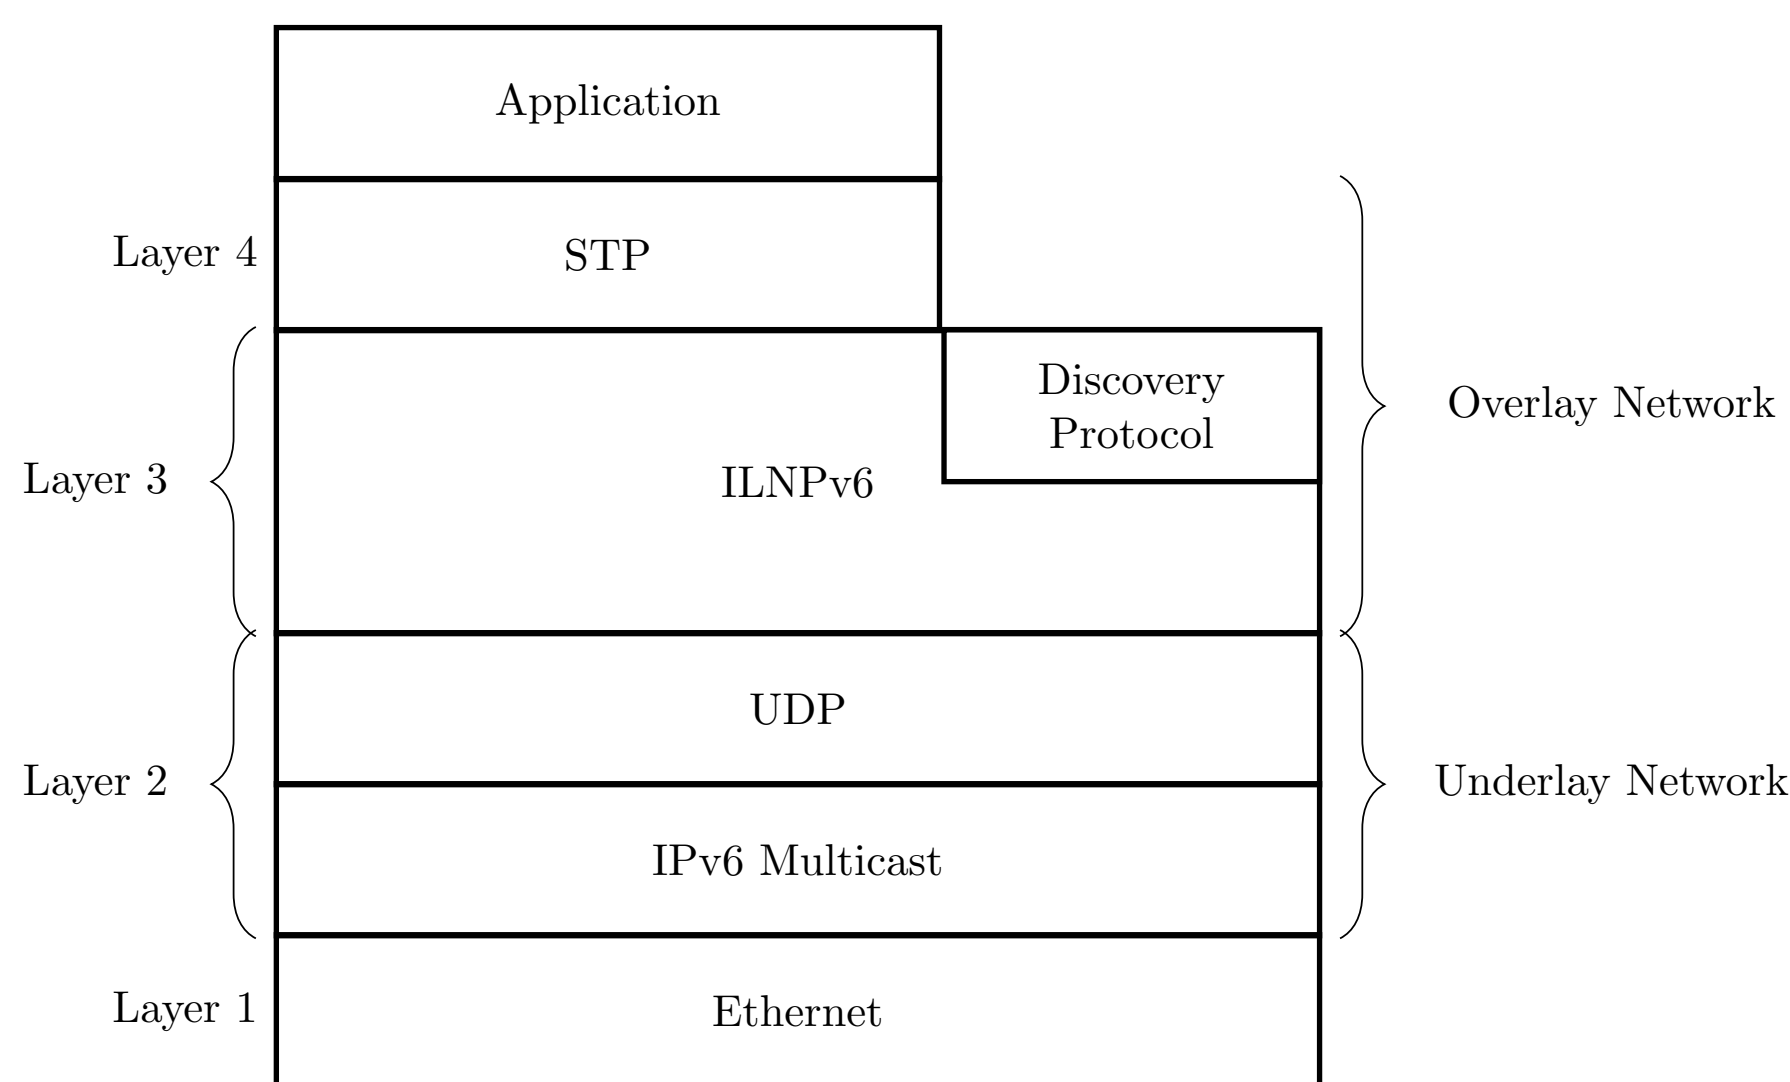 Application
Layer 4
STP
Discovery
Protocol
Overlay Network
Layer 3
ILNPv6
UDP
Layer 2
Underlay Network
IPv6 Multicast
Layer 1
Ethernet